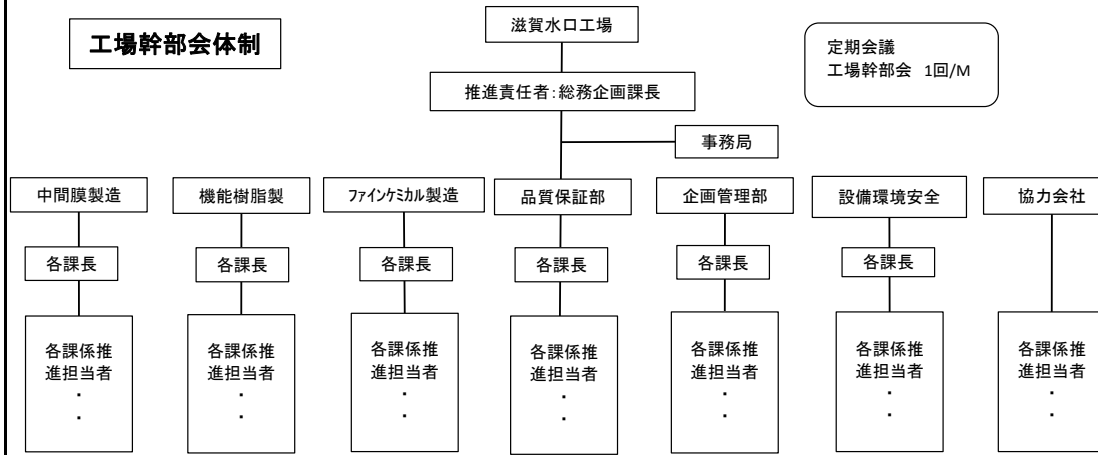 工場幹部会体制
滋賀水口工場
定期会議
工場幹部会 1回/M
推進責任者:総務企画課長
事務局
中間膜製造
機能樹脂製
ファインケミカル製造
品質保証部
企画管理部
設備環境安全
協力会社
各課長
各課長
各課長
各課長
各課長
各課長
各課係推
進担当者
・
・
各課係推
進担当者
・
・
各課係推
進担当者
・
・
各課係推
進担当者
・
・
各課係推
進担当者
・
・
各課係推
進担当者
・
・
各課係推
進担当者
・
・